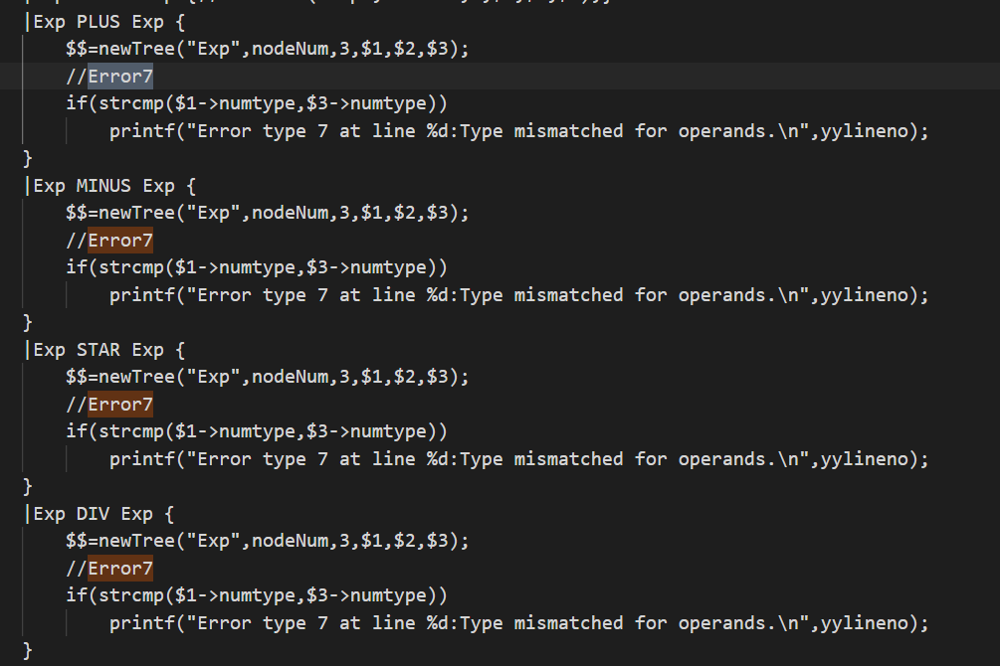 |Exp PLUS Exp {
$$=newTree("Exp",nodeNum,3,$1,$2,$3);
//Error7
if(strcmp($1->numtype,$3->numtype))
printf("Error type 7 at line %d:Type mismatched for operands.\n",yylineno);
}
|Exp MINUS Exp {
$$=newTree("Exp",nodeNum,3,$1,$2,$3);
//Error7
if(strcmp($1->numtype,$3->numtype))
printf("Error type 7 at line %d:Type mismatched for operands.\n",yylineno);
}
|Exp STAR Exp {
$$=newTree("Exp",nodeNum,3,$1,$2,$3);
//Error7
if(strcmp($1->numtype,$3->numtype))
printf("Error type 7 at line %d:Type mismatched for operands.\n",yylineno);
}
|Exp DIV Exp {
$$=newTree("Exp",nodeNum,3,$1,$2,$3);
//Error7
if(strcmp($1->numtype,$3->numtype))
printf("Error type 7 at line %d:Type mismatched for operands.\n",yylineno);
}